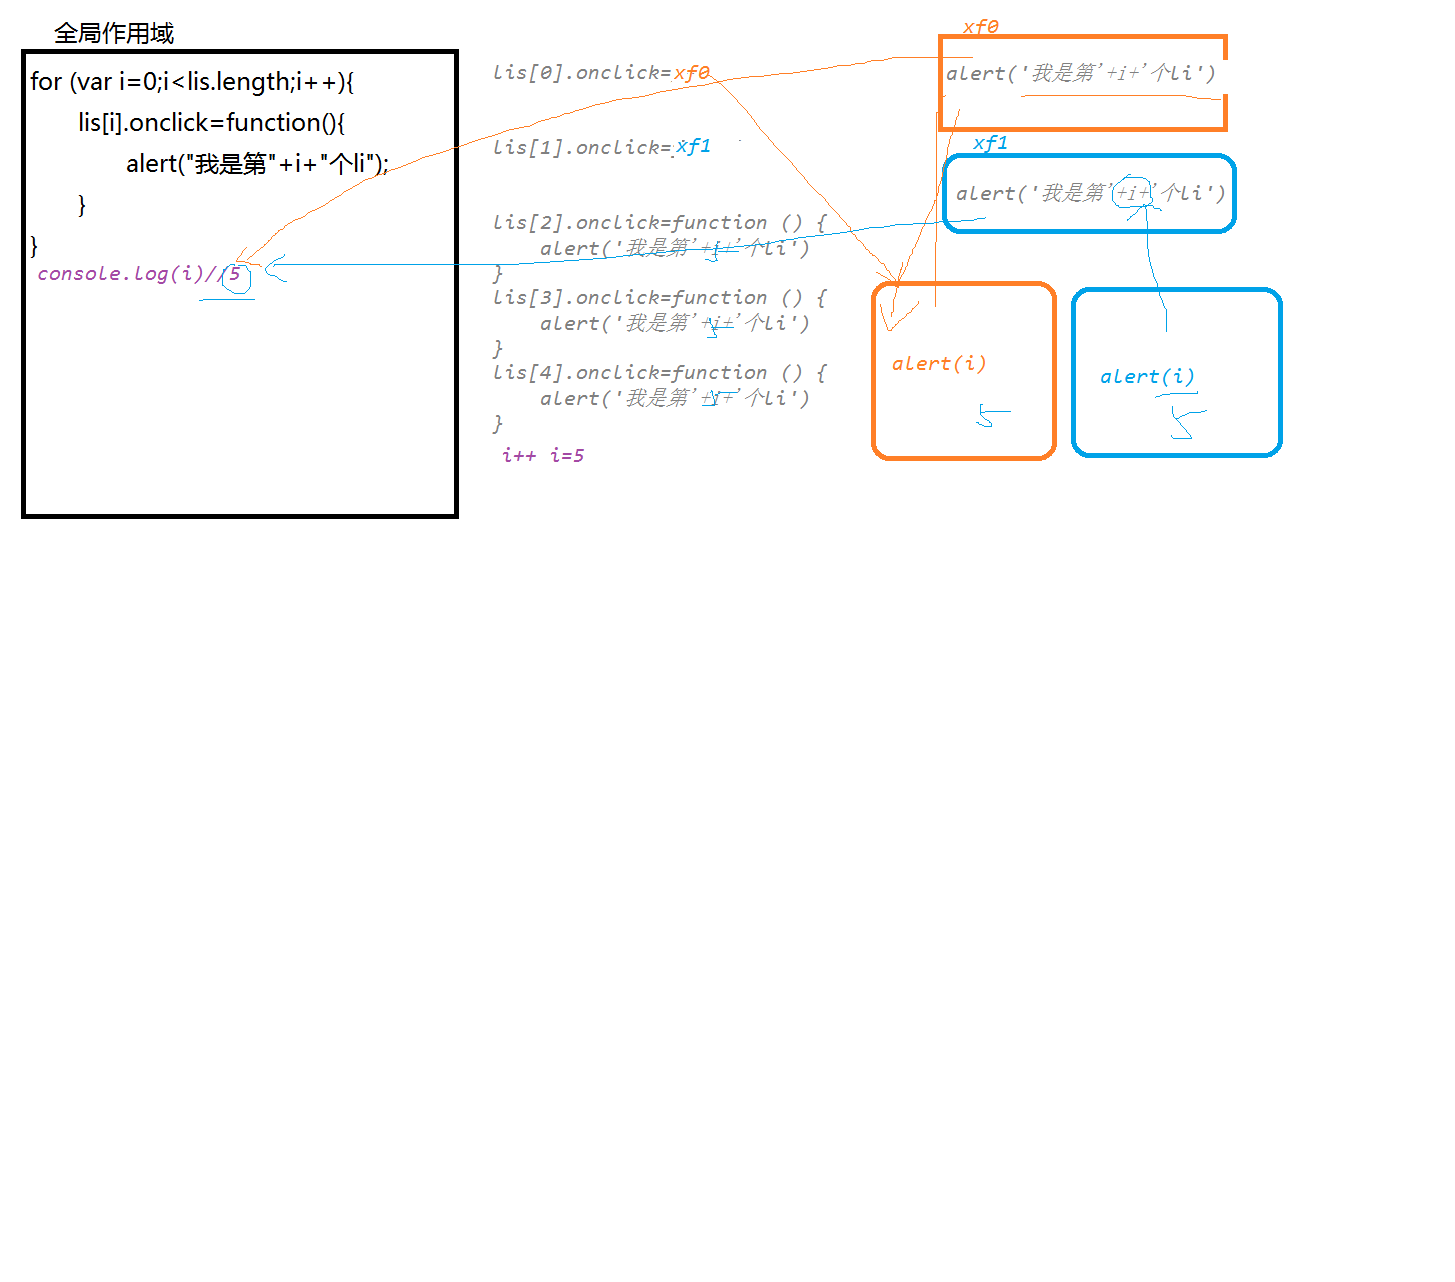 全局作用域
for (var i=0;i<lis.length;i++){
lis[i].onclick=function(){
alert("我是第"+i+"个li");
}
}
console.log(i)//5
lis[0].onclick=xf0
lis[1].onclick=xf1
lis[2].onclick=function () {
alert('我是第'+i+'个li')
}
lis[3].onclick=function () {
alert('我是第'+i+'个li')
}
lis[4].onclick=function () {
alert('我是第'+i+'个li')
}
i++ i=5
xf0
alert('我是第'+i+'个li')
xf1
alert('我是第'+i+'个li')
alert(i)
5
alert(i)
5